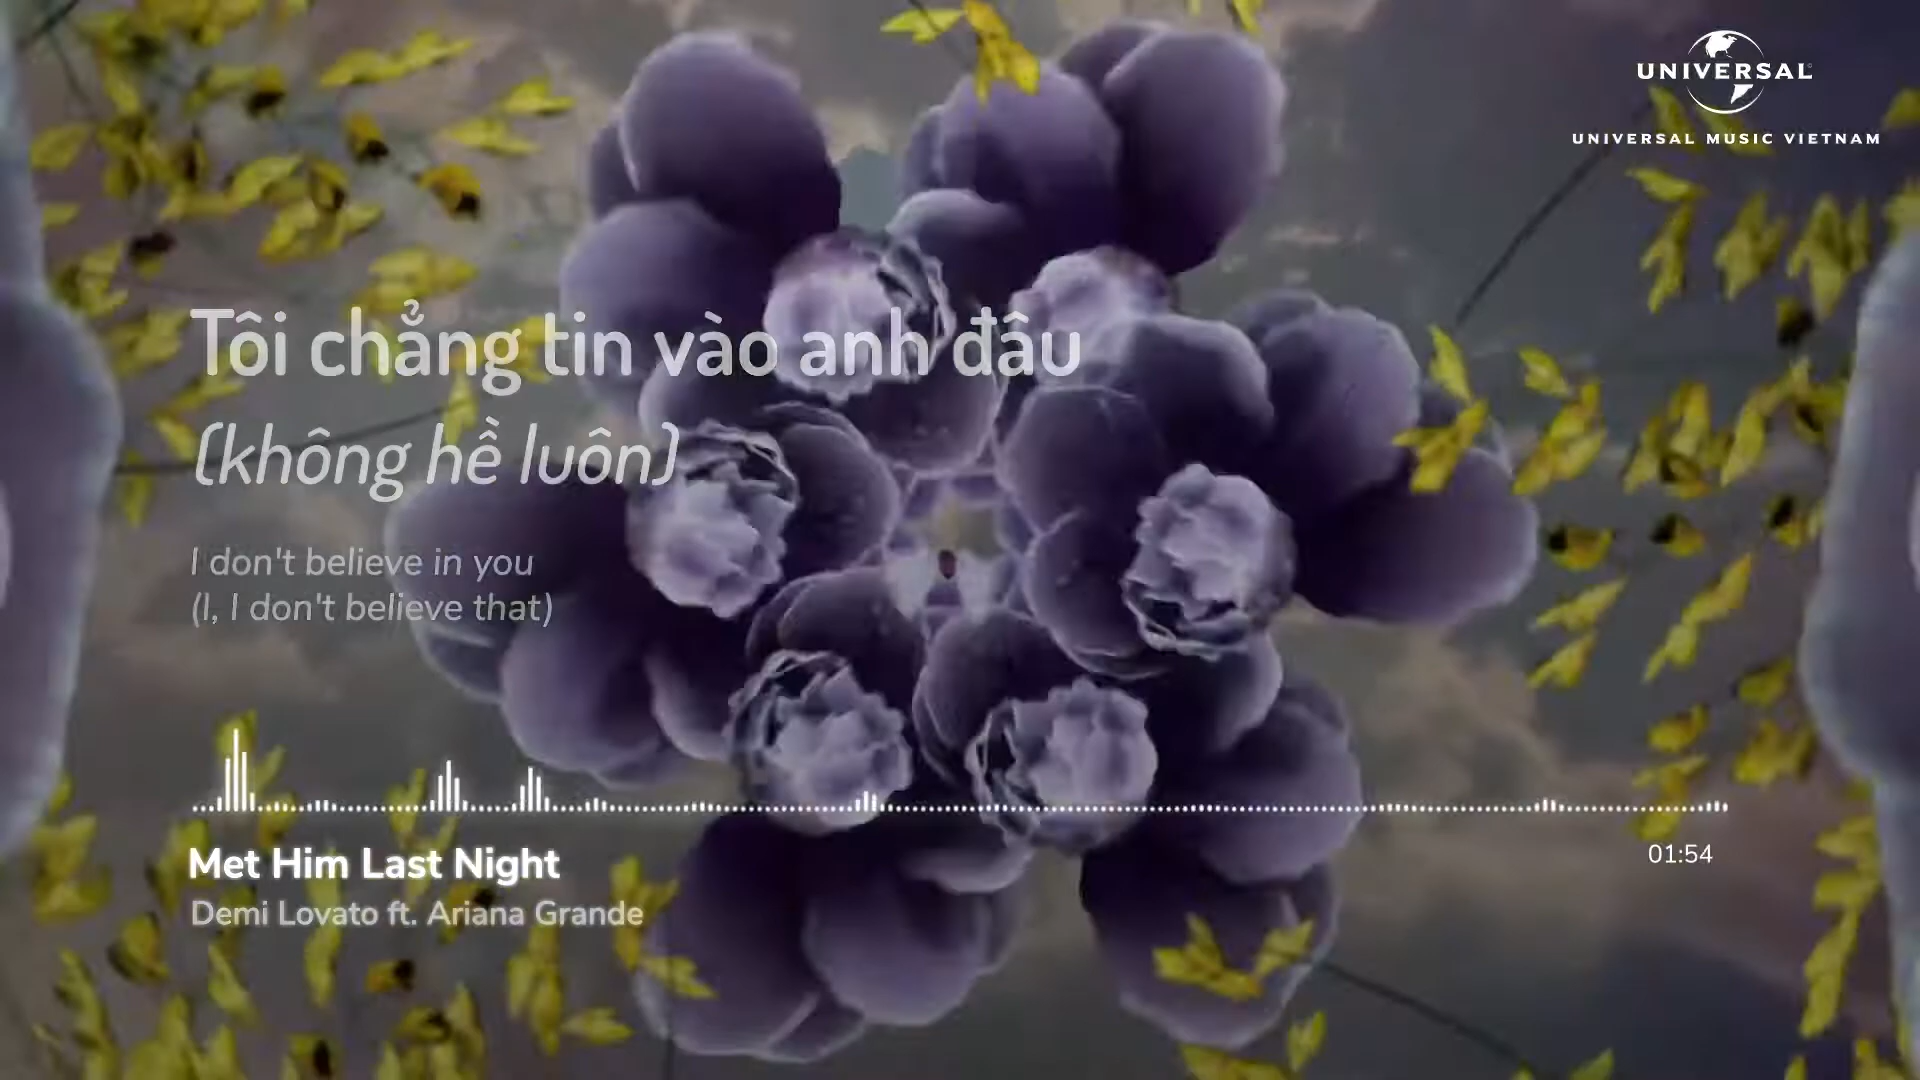 UNIVERSAL
UNIVERSAL MUSIC VIETNAM
Tôi chẳng tin vào anh đâu
(không hề luôn)
I don't believe in you
(I, I don't believe that)
01:54
Met Him Last Night
Demi Lovato ft. Ariana Grande